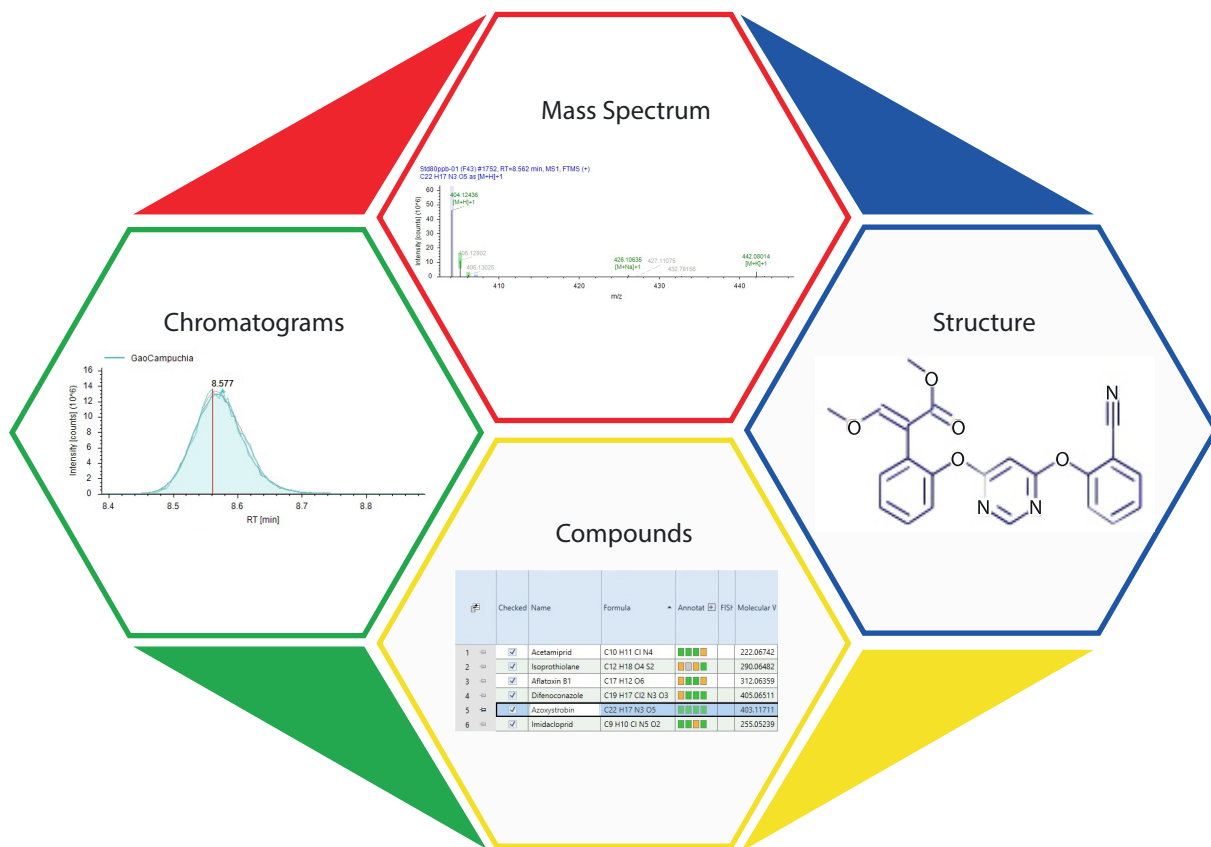 Mass Spectrum
Std80ppb-01 (F43) #1752, RT=8.562 min, MS1, FTMS (+)
C22 H17 N3 O5 as [M+H]+1
Intensity [counts] (10^6)
60
50
40
30
20
10
0
404.12438
[M+H]+1
405.12802
406.13025
426.10635
[M+Na]+1
427.11075
432.78156
442.08014
[M+K]+1
410
420
430
440
m/z
Chromatograms
GaoCampuchia
Intensity [counts] (10^6)
16
14
12
10
8
6
4
2
0
8.577
8.4
8.5
8.6
8.7
8.8
RT [min]
Structure
O
O
O
O
O
N
N
N
Compounds
Checked Name Formula Annotat FISH Molecular W
1 Acetamiprid C10 H11 Cl N4 222.06742
2 Isoprothiolane C12 H18 O4 S2 290.06482
3 Aflatoxin B1 C17 H12 O6 312.06359
4 Difenoconazole C19 H17 Cl2 N3 O3 405.06511
5 Azoxystrobin C22 H17 N3 O5 403.11711
6 Imidacloprid C9 H10 Cl N5 O2 255.05239